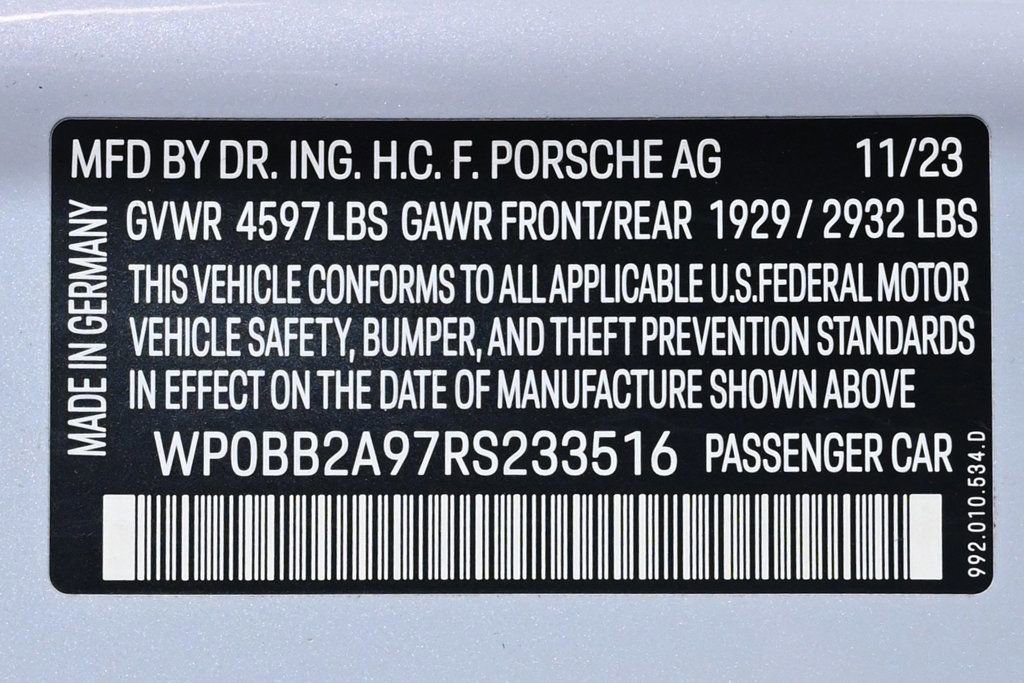 MFD BY DR. ING. H.C. F. PORSCHE AG 11/23
GVWR 4597 LBS GAWR FRONT/REAR 1929 / 2932 LBS
THIS VEHICLE CONFORMS TO ALL APPLICABLE U.S.FEDERAL MOTOR
VEHICLE SAFETY, BUMPER, AND THEFT PREVENTION STANDARDS
IN EFFECT ON THE DATE OF MANUFACTURE SHOWN ABOVE
WP0BB2A97RS233516 PASSENGER CAR
MADE IN GERMANY
992.010.534.D